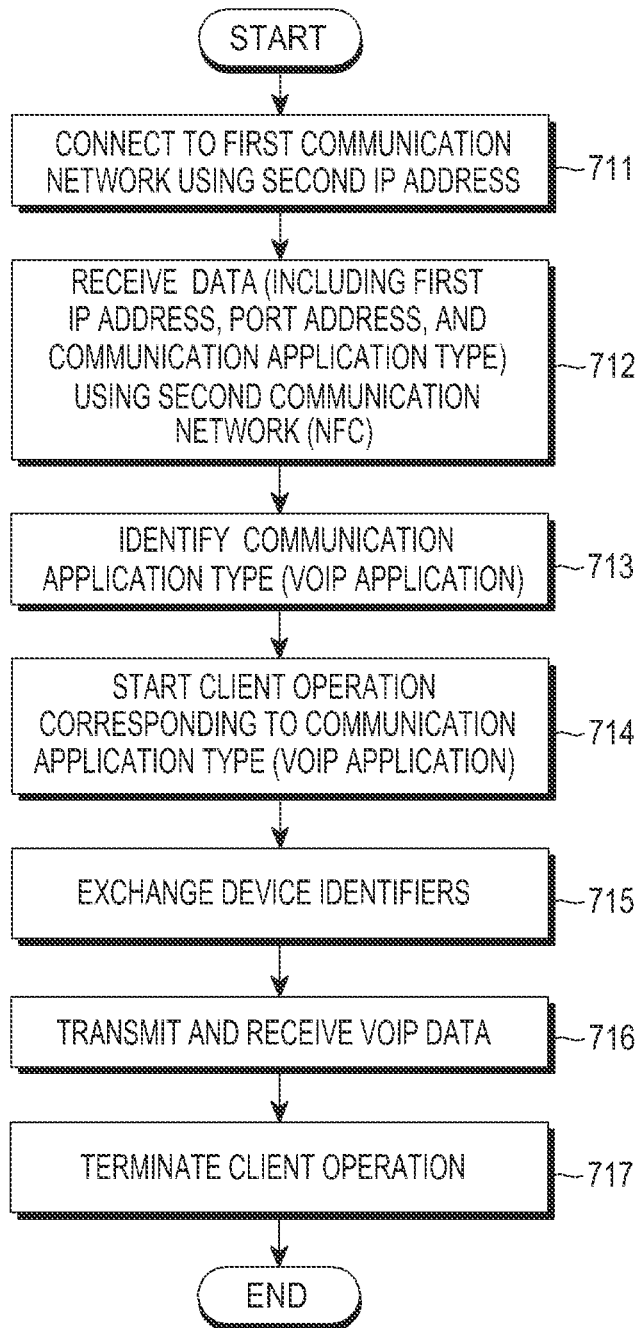 START
CONNECT TO FIRST COMMUNICATION
NETWORK USING SECOND IP ADDRESS
711
RECEIVE DATA (INCLUDING FIRST
IP ADDRESS, PORT ADDRESS, AND
COMMUNICATION APPLICATION TYPE)
USING SECOND COMMUNICATION
NETWORK (NFC)
712
IDENTIFY COMMUNICATION
APPLICATION TYPE (VOIP APPLICATION)
713
START CLIENT OPERATION
CORRESPONDING TO COMMUNICATION
APPLICATION TYPE (VOIP APPLICATION)
714
EXCHANGE DEVICE IDENTIFIERS
715
TRANSMIT AND RECEIVE VOIP DATA
716
TERMINATE CLIENT OPERATION
717
END